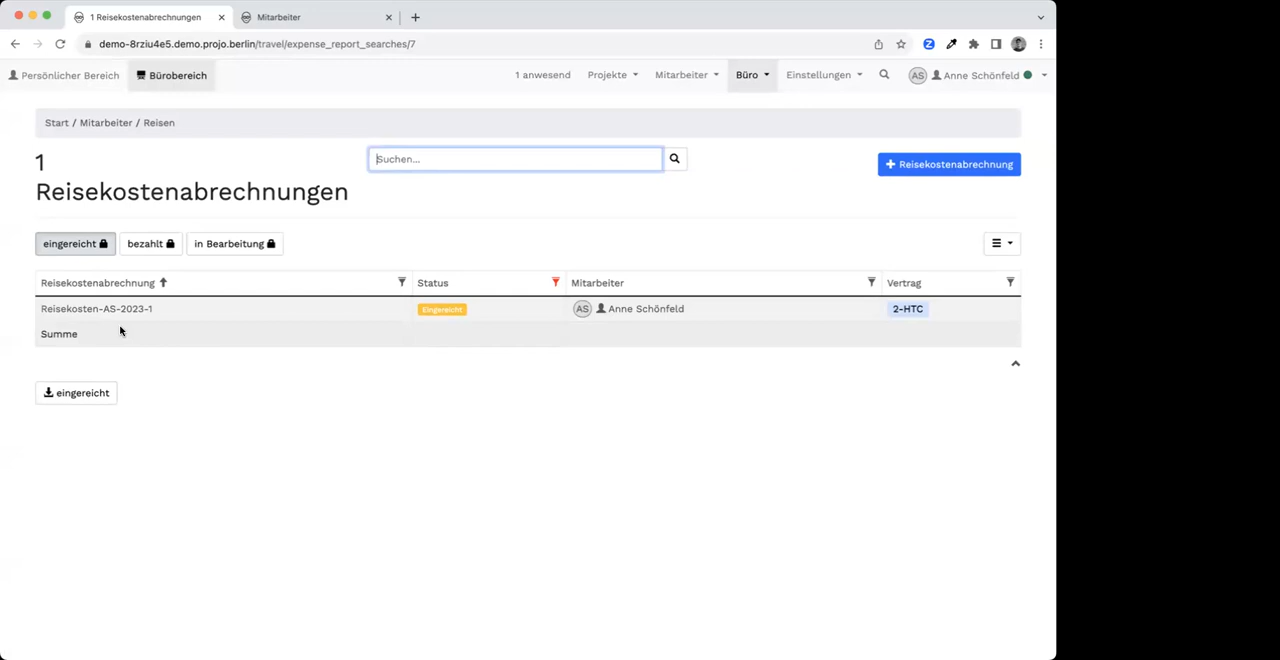 1 Reisekostenabrechnungen
Mitarbeiter
demo-8rziu4e5.demo.projo.berlin/travel/expense_report_searches/7
Persönlicher Bereich
Bürobereich
1 anwesend
Projekte
Mitarbeiter
Büro
Einstellungen
AS
Anne Schönfeld
Start / Mitarbeiter / Reisen
1
Reisekostenabrechnungen
Suchen...
+ Reisekostenabrechnung
eingereicht
bezahlt
in Bearbeitung
Reisekostenabrechnung
Status
Mitarbeiter
Vertrag
Reisekosten-AS-2023-1
Eingereicht
AS
Anne Schönfeld
2-HTC
Summe
eingereicht